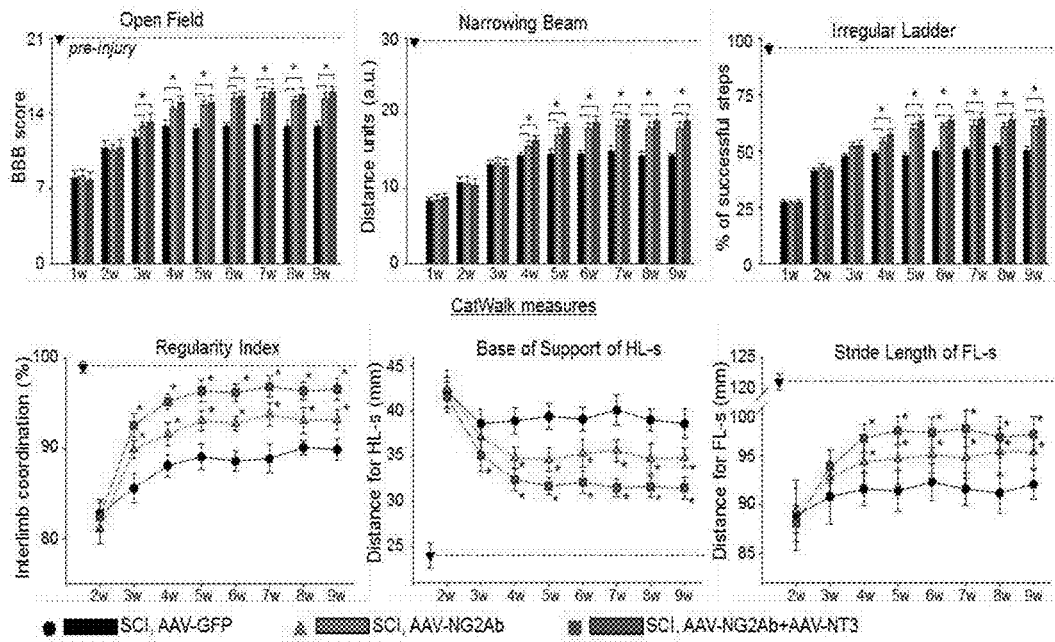 Open Field
Narrowing Beam
Irregular Ladder
BBB score
21
14
7
0
pre-injury
*
*
*
*
*
*
*
1w 2w 3w 4w 5w 6w 7w 8w 9w
Distance units (a.u.)
30
20
10
0
*
*
*
*
*
*
1w 2w 3w 4w 5w 6w 7w 8w 9w
% of successful steps
100
75
50
25
0
*
*
*
*
*
*
1w 2w 3w 4w 5w 6w 7w 8w 9w
CatWalk measures
Regularity Index
Base of Support of HL-s
Stride Length of FL-s
Interlimb coordination (%)
100
90
80
2w 3w 4w 5w 6w 7w 8w 9w
Distance for HL-s (mm)
45
40
35
30
25
2w 3w 4w 5w 6w 7w 8w 9w
Distance for FL-s (mm)
125
120
100
95
90
85
2w 3w 4w 5w 6w 7w 8w 9w
SCI, AAV-GFP
SCI, AAV-NG2Ab
SCI, AAV-NG2Ab+AAV-NT3